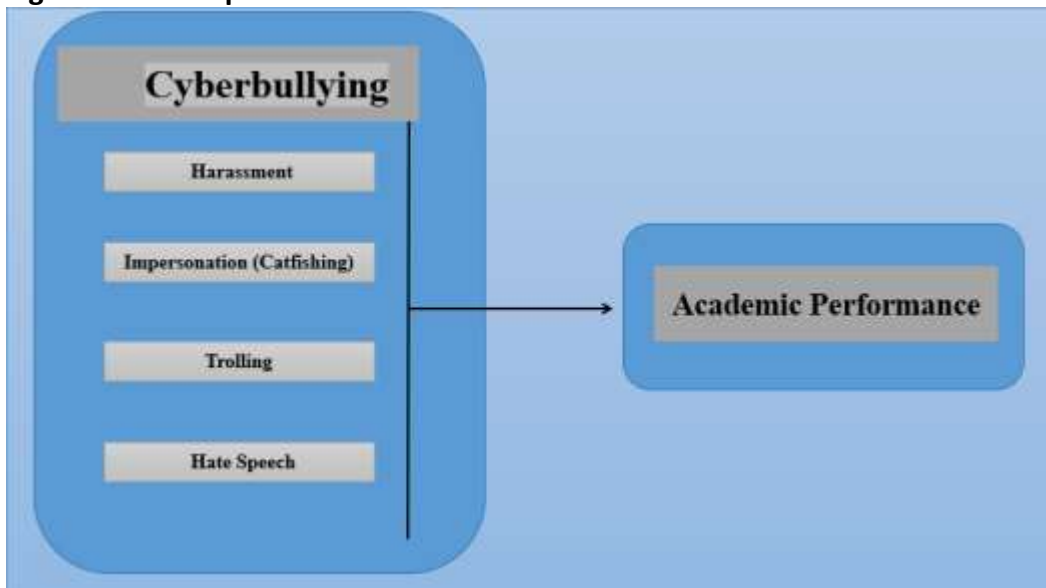 Cyberbullying
Harassment
Impersonation (Catfishing)
Trolling
Hate Speech
Academic Performance